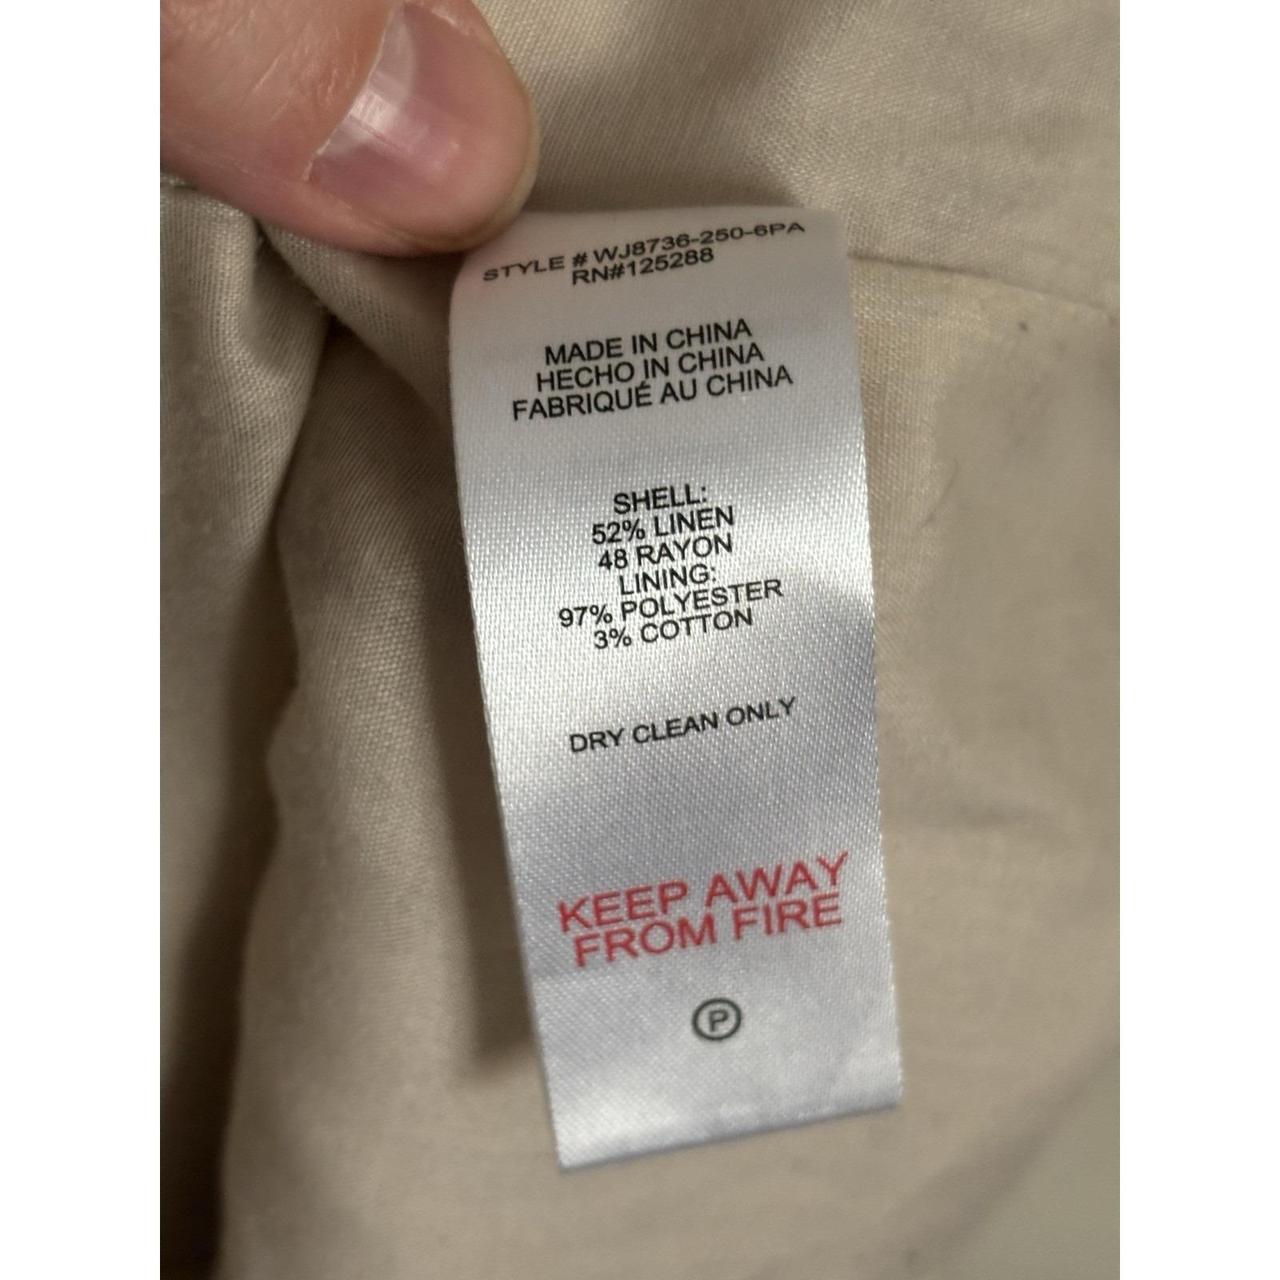 STYLE # WJ8736-250-6PA
RN#125288
MADE IN CHINA
HECHO IN CHINA
FABRIQUÉ AU CHINA
SHELL:
52% LINEN
48 RAYON
LINING:
97% POLYESTER
3% COTTON
DRY CLEAN ONLY
KEEP AWAY
FROM FIRE
P